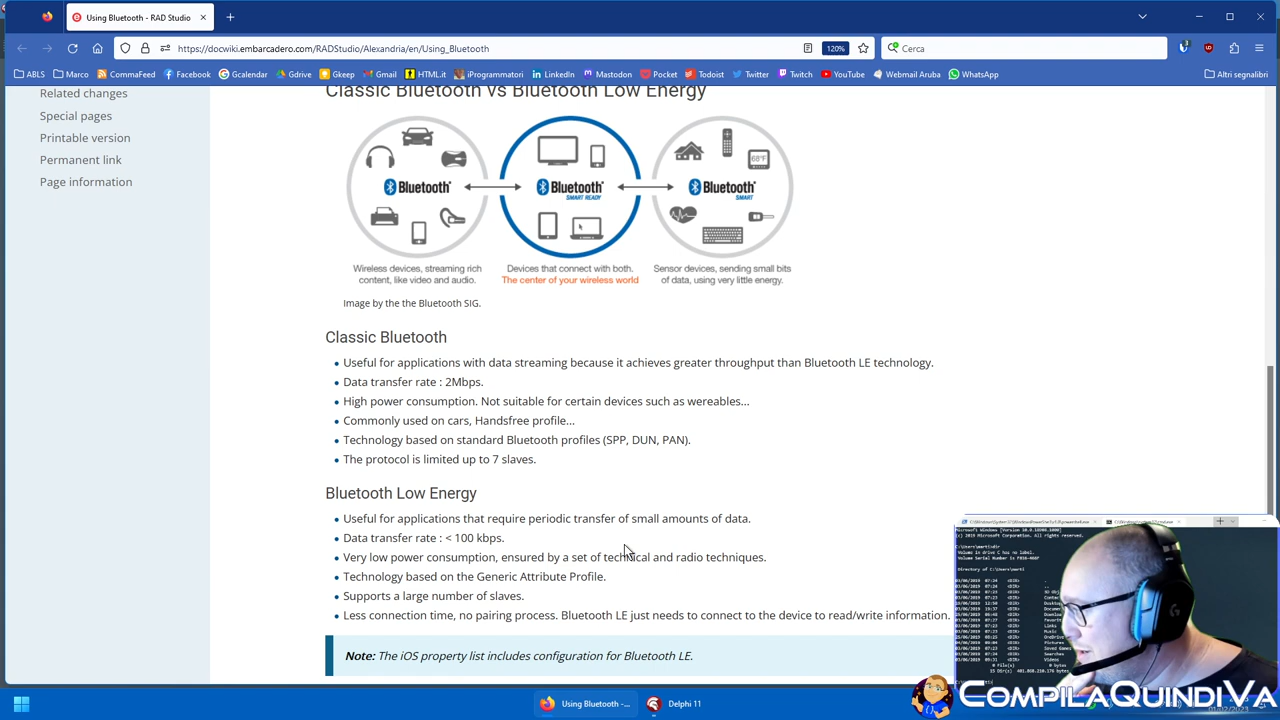 Using Bluetooth - RAD Studio
https://docwiki.embarcadero.com/RADStudio/Alexandria/en/Using_Bluetooth
120%
Cerca
ABLS
Marco
CommaFeed
Facebook
Gcalendar
Gdrive
Gkeep
Gmail
HTML.it
iProgrammatori
LinkedIn
Mastodon
Pocket
Todoist
Twitter
Twitch
YouTube
Webmail Aruba
WhatsApp
Altri segnalibri
Related changes
Special pages
Printable version
Permanent link
Page information
Classic Bluetooth vs Bluetooth Low Energy
68°F
Bluetooth
Bluetooth
SMART READY
Bluetooth
SMART
Wireless devices, streaming rich
content, like video and audio.
Devices that connect with both.
The center of your wireless world
Sensor devices, sending small bits
of data, using very little energy.
Image by the the Bluetooth SIG.
Classic Bluetooth
Useful for applications with data streaming because it achieves greater throughput than Bluetooth LE technology.
Data transfer rate : 2Mbps.
High power consumption. Not suitable for certain devices such as wereables...
Commonly used on cars, Handsfree profile...
Technology based on standard Bluetooth profiles (SPP, DUN, PAN).
The protocol is limited up to 7 slaves.
Bluetooth Low Energy
Useful for applications that require periodic transfer of small amounts of data.
Data transfer rate : < 100 kbps.
Very low power consumption, ensured by a set of technical and radio techniques.
Technology based on the Generic Attribute Profile.
Supports a large number of slaves.
Less connection time, no pairing process. Bluetooth LE just needs to connect to the device to read/write information.
Note: The iOS property list includes configuration for Bluetooth LE.
CompilaQuindiVa
Using Bluetooth -...
Delphi 11